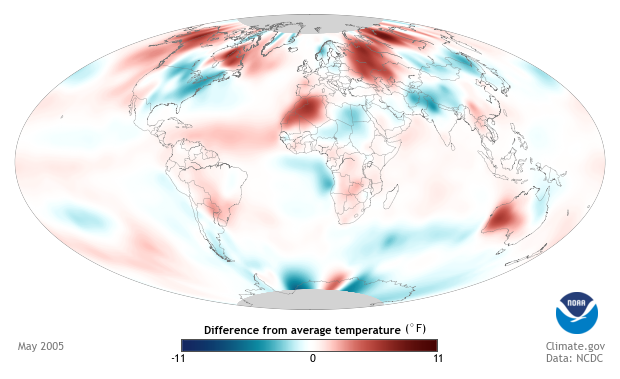 NOAA
Difference from average temperature (°F)
May 2005
-11
0
11
Climate.gov
Data: NCDC